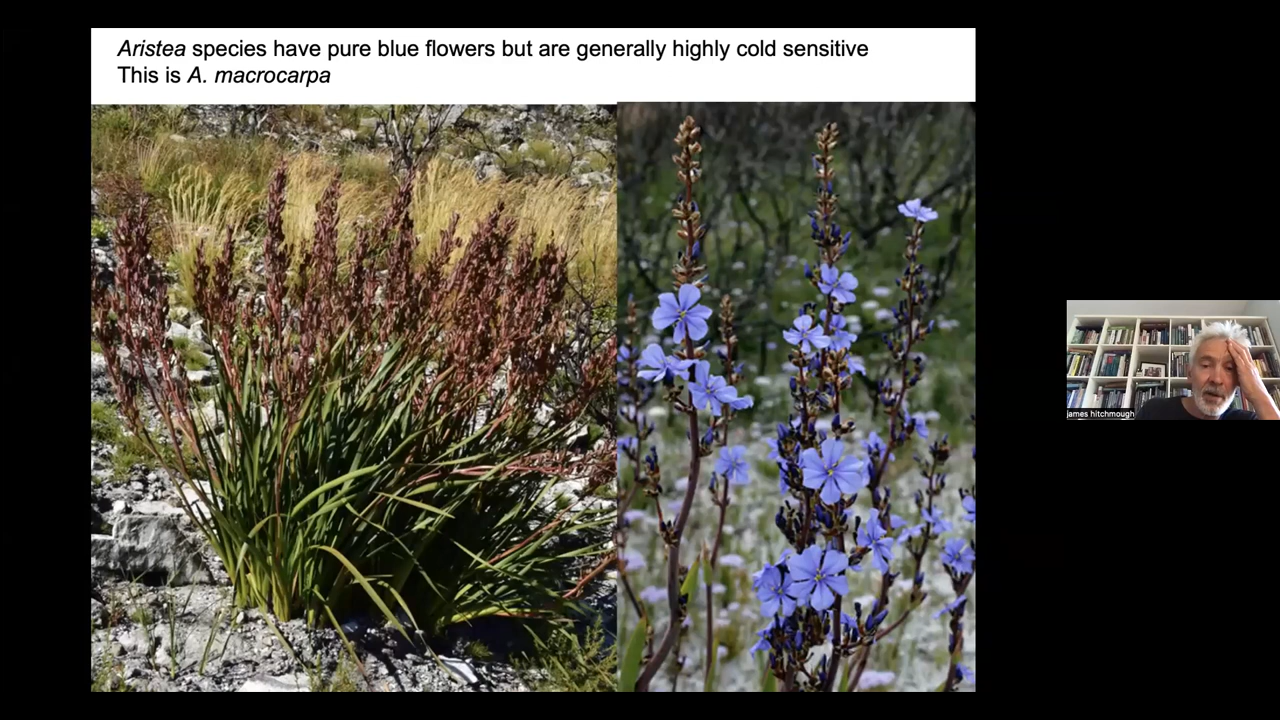 Aristea species have pure blue flowers but are generally highly cold sensitive
This is A. macrocarpa
james hitchmough